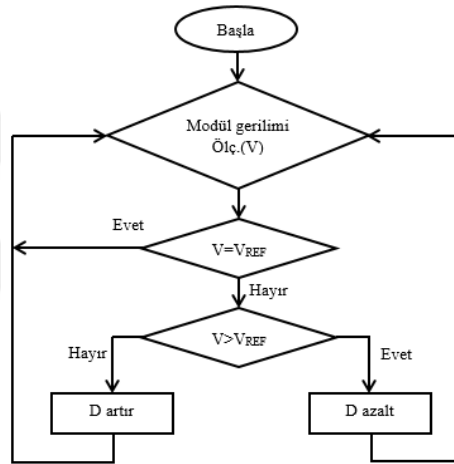 Başla
Modül gerilimi
Ölç.(V)
Evet
V=VREF
Hayır
V>VREF
Hayır
Evet
D artır
D azalt